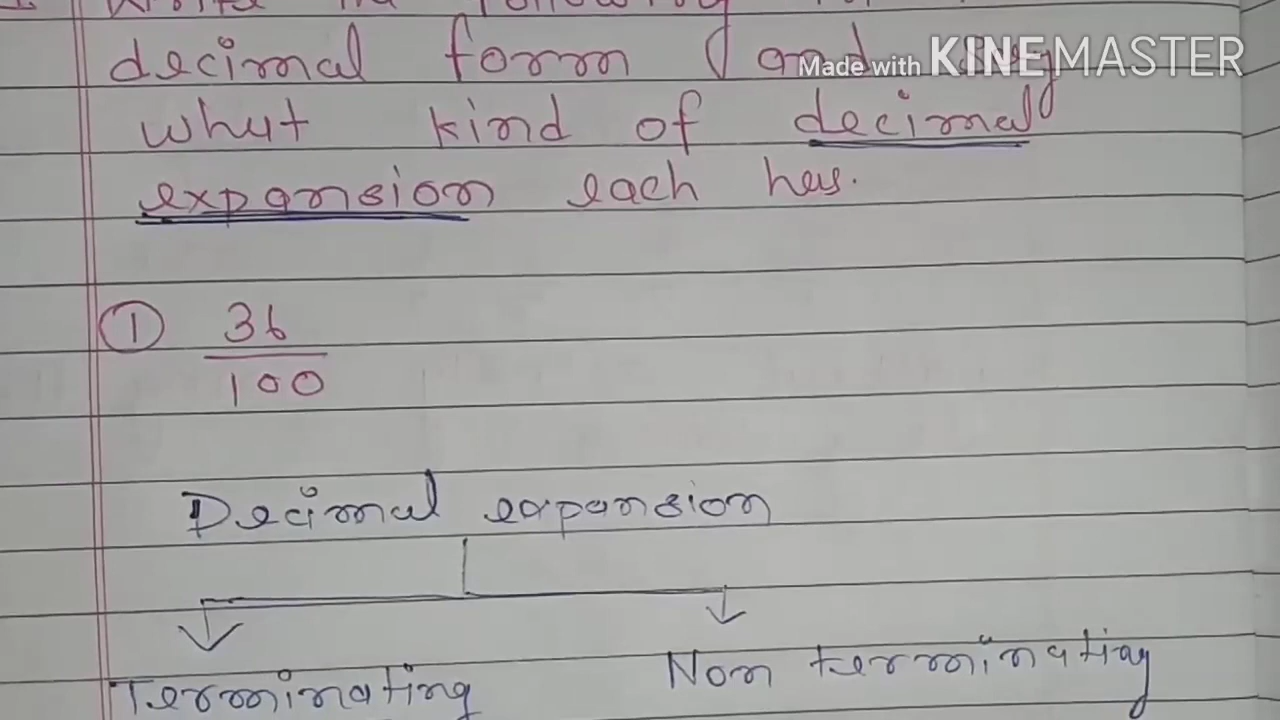 decimal form and
Made with KINEMASTER
what kind of decimal
expansion each has.
1 36
100
Decimal expansion
Terminating Non terminating